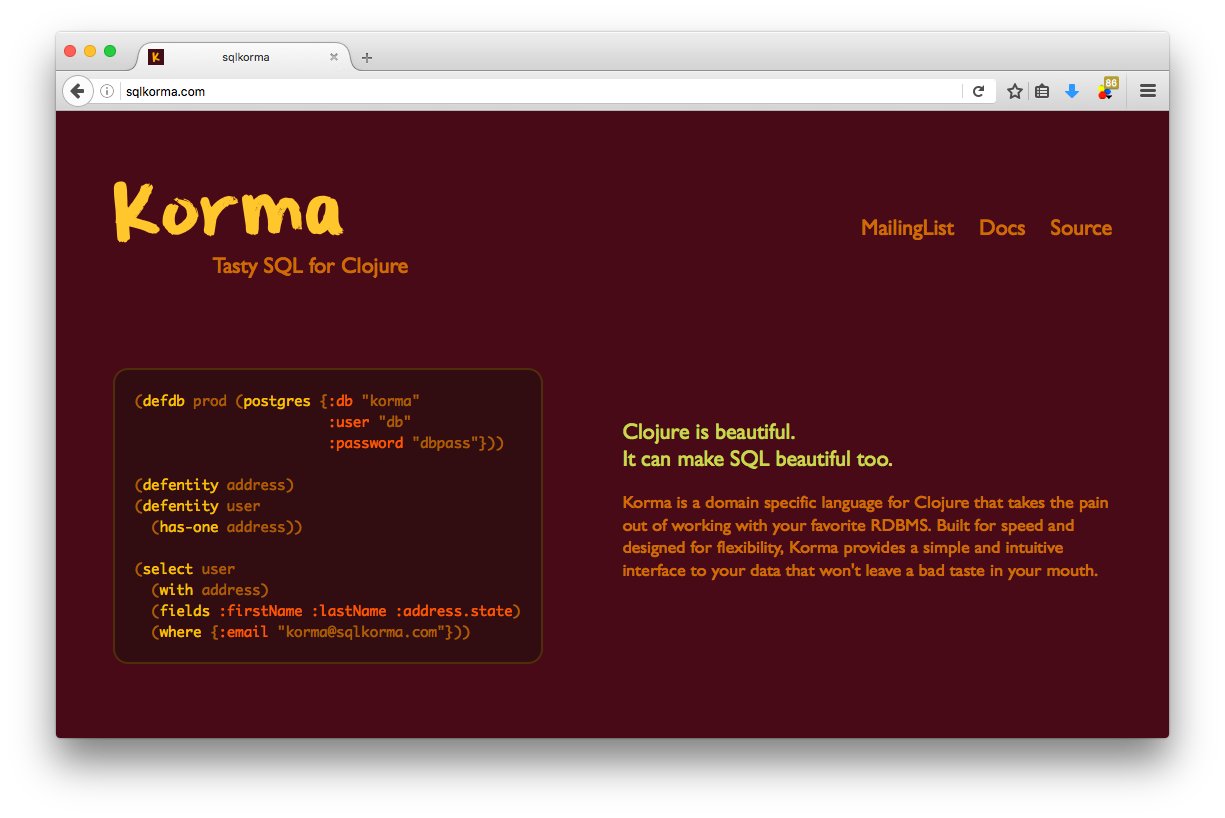 sqlkorma
sqlkorma.com
86
Korma
Tasty SQL for Clojure
MailingList Docs Source
(defdb prod (postgres {:db "korma"
:user "db"
:password "dbpass"}))
(defentity address)
(defentity user
(has-one address))
(select user
(with address)
(fields :firstName :lastName :address.state)
(where {:email "korma@sqlkorma.com"}))
Clojure is beautiful.
It can make SQL beautiful too.
Korma is a domain specific language for Clojure that takes the pain
out of working with your favorite RDBMS. Built for speed and
designed for flexibility, Korma provides a simple and intuitive
interface to your data that won't leave a bad taste in your mouth.